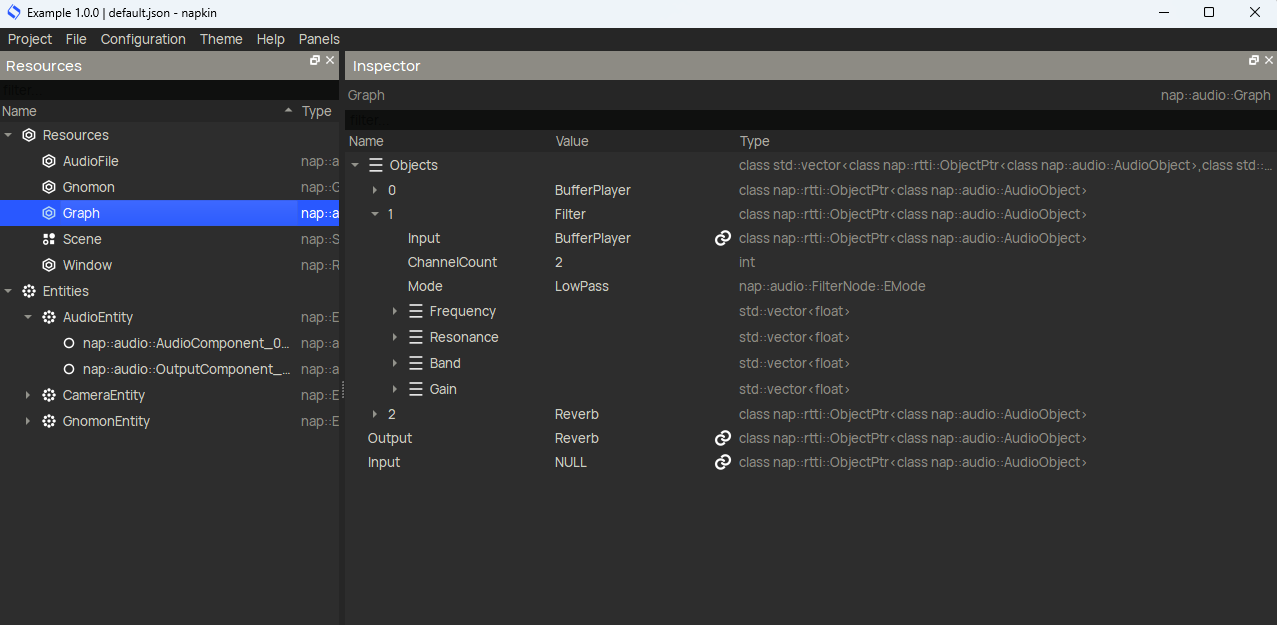 Example 1.0.0 | default.json - napkin
Project File Configuration Theme Help Panels
Resources
filter
Name Type
Resources
AudioFile nap::a
Gnomon nap::G
Graph nap::a
Scene nap::S
Window nap::R
Entities
AudioEntity nap::E
nap::audio::AudioComponent_0... nap::a
nap::audio::OutputComponent_... nap::a
CameraEntity nap::E
GnomonEntity nap::E
Inspector
Graph nap::audio::Graph
filter
Name Value Type
Objects class std::vector<class nap::rtti::ObjectPtr<class nap::audio::AudioObject>,class std::...
0 BufferPlayer class nap::rtti::ObjectPtr<class nap::audio::AudioObject>
1 Filter class nap::rtti::ObjectPtr<class nap::audio::AudioObject>
Input BufferPlayer class nap::rtti::ObjectPtr<class nap::audio::AudioObject>
ChannelCount 2 int
Mode LowPass nap::audio::FilterNode::EMode
Frequency std::vector<float>
Resonance std::vector<float>
Band std::vector<float>
Gain std::vector<float>
2 Reverb class nap::rtti::ObjectPtr<class nap::audio::AudioObject>
Output Reverb class nap::rtti::ObjectPtr<class nap::audio::AudioObject>
Input NULL class nap::rtti::ObjectPtr<class nap::audio::AudioObject>